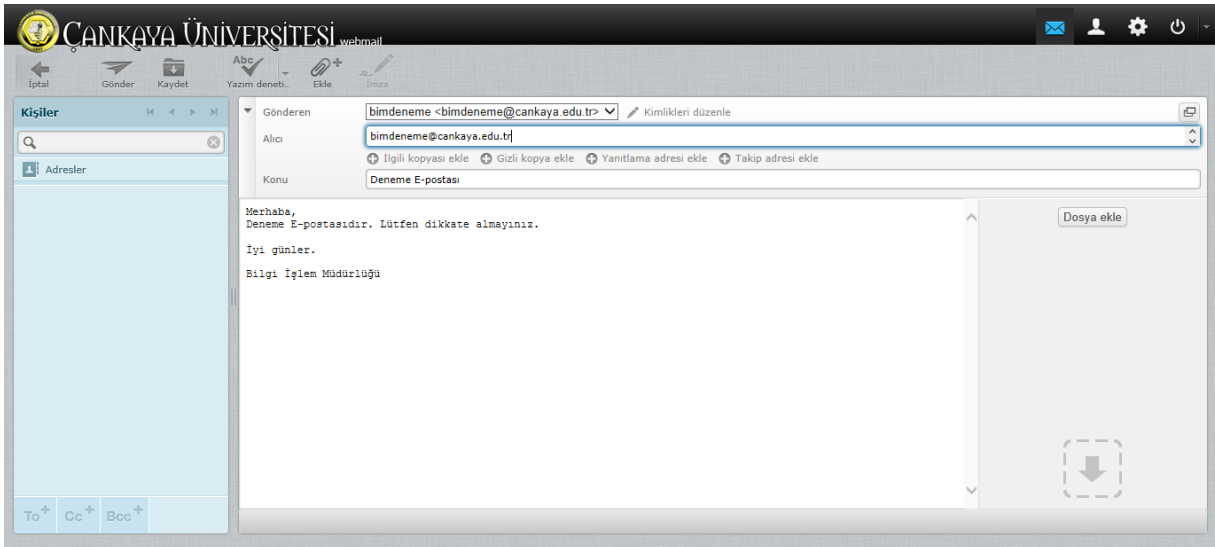 ÇANKAYA ÜNİVERSİTESİ webmail
İptal Gönder Kaydet Abc Yazım deneti... Ekle İmza
Kişiler
Adresler
To+ Cc+ Bcc+
Gönderen bimdeneme <bimdeneme@cankaya.edu.tr> Kimlikleri düzenle
Alıcı bimdeneme@cankaya.edu.tr
İlgili kopyası ekle Gizli kopya ekle Yanıtlama adresi ekle Takip adresi ekle
Konu Deneme E-postası
Merhaba,
Deneme E-postasıdır. Lütfen dikkate almayınız.
İyi günler.
Bilgi İşlem Müdürlüğü
Dosya ekle